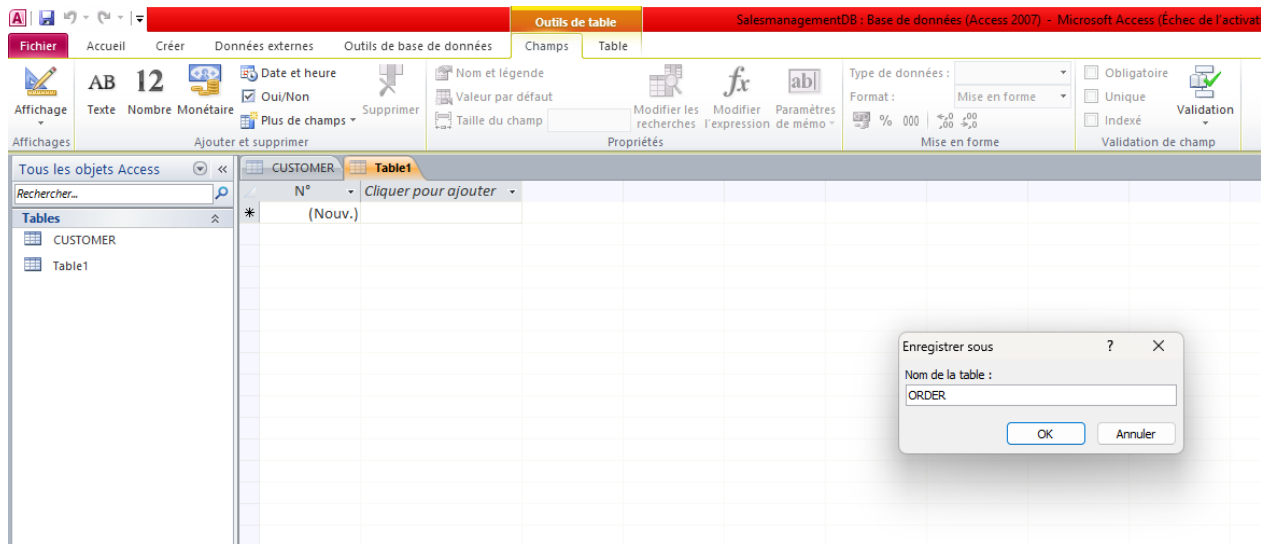 A
Outils de table
SalesmanagementDB : Base de données (Access 2007) - Microsoft Access (Échec de l'activat
Fichier Accueil Créer Données externes Outils de base de données Champs Table
Affichage
AB Texte
12 Nombre
Monétaire
Date et heure
Oui/Non
Plus de champs
Supprimer
Nom et légende
Valeur par défaut
Taille du champ
Modifier les recherches
fx Modifier l'expression
ab| Paramètres de mémo
Type de données :
Format : Mise en forme
% 000 ,00 ,0 ,00
Obligatoire
Unique
Indexé
Validation
Affichages Ajouter et supprimer Propriétés Mise en forme Validation de champ
Tous les objets Access «
Rechercher...
Tables
CUSTOMER
Table1
CUSTOMER Table1
N° Cliquer pour ajouter
* (Nouv.)
Enregistrer sous ?
Nom de la table :
ORDER
OK Annuler